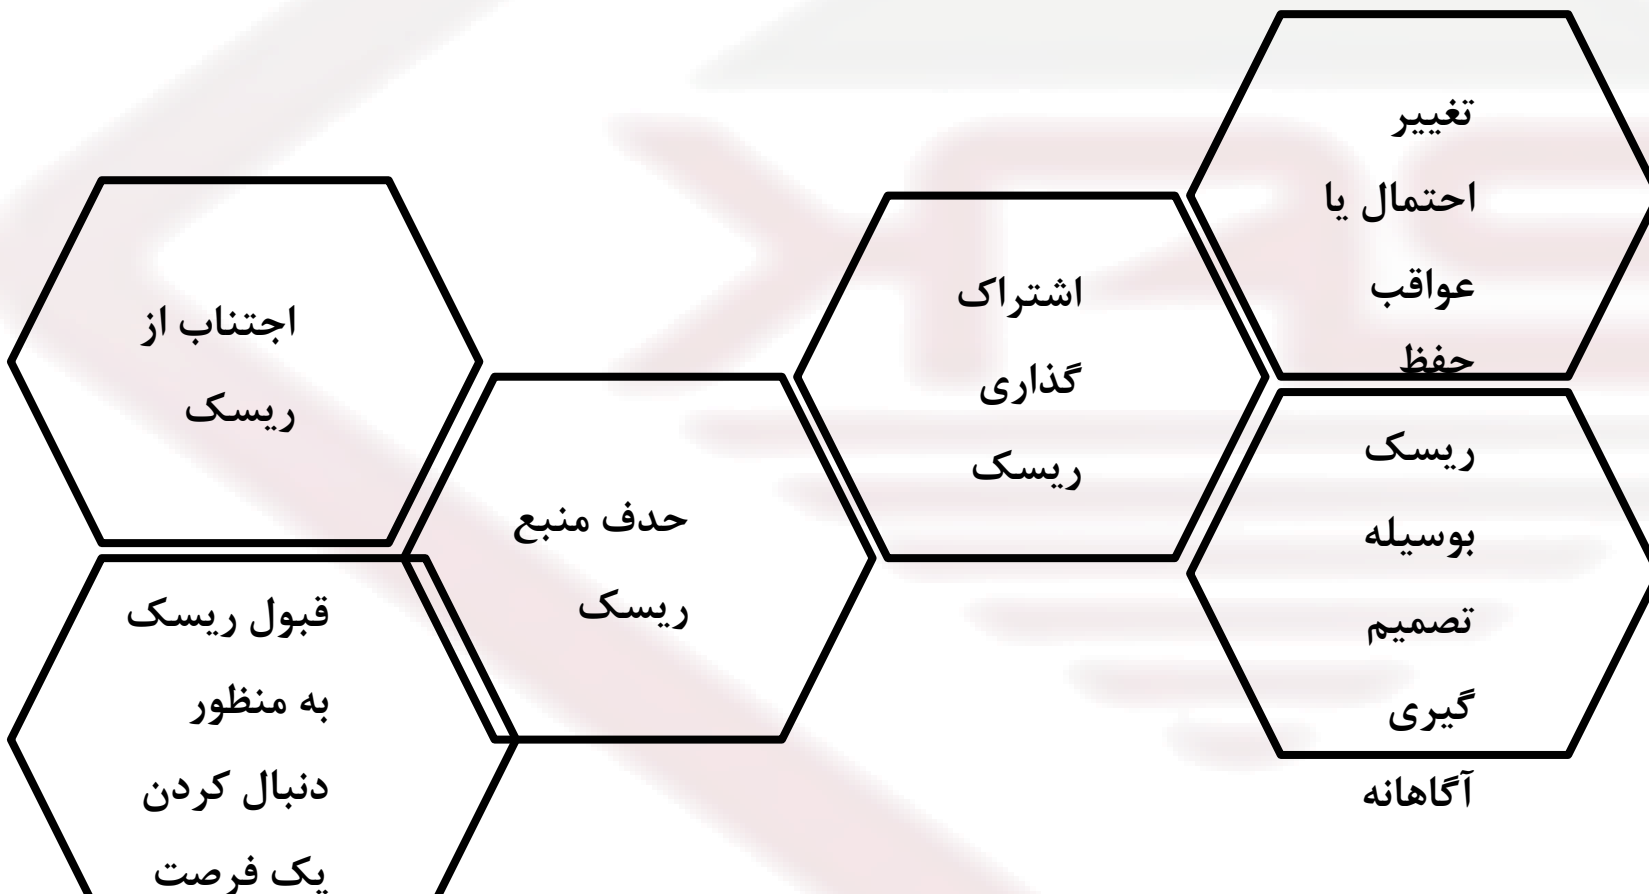 تغییر
احتمال یا
عواقب
حفظ
ریسک
بوسیله
تصمیم
گیری
آگاهانه
اشتراک
گذاری
ریسک
حدف منبع
ریسک
اجتناب از
ریسک
قبول ریسک
به منظور
دنبال کردن
یک فرصت